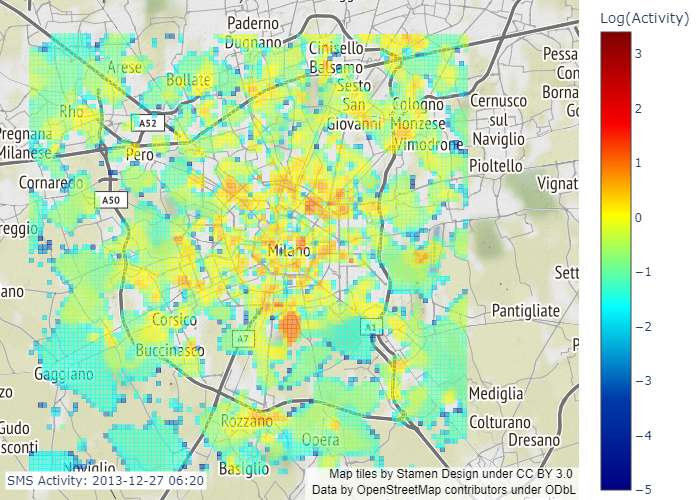 Log(Activity)
3
2
1
0
−1
−2
−3
−4
−5
Paderno
Dugnano
Cinisello
Balsamo
Sesto
San
Giovanni
Cologno
Monzese
Vimodrone
Cernusco
sul
Naviglio
Pioltello
Vignat
Pessa
Con
Borna
Go
Arese
Bollate
Rho
A52
Pregnana
Milanese
Pero
Cornaredo
A50
reggio
Milano
Sett
ano
Pantigliate
Corsico
A7
A1
Buccinasco
P
Gaggiano
zo
Mediglia
Rozzano
Colturano
Gudo
sconti
Opera
Dresano
Noviglio
Basiglio
SMS Activity: 2013-12-27 06:20
Map tiles by Stamen Design under CC BY 3.0
Data by OpenStreetMap contributors under ODbL